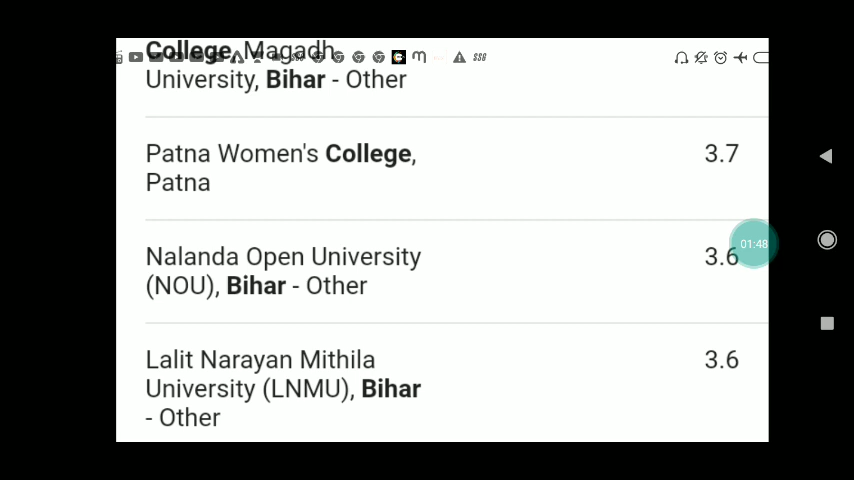 College, Magadh
University, Bihar - Other
Patna Women's College,
Patna
3.7
Nalanda Open University
(NOU), Bihar - Other
3.6
01:48
Lalit Narayan Mithila
University (LNMU), Bihar
- Other
3.6